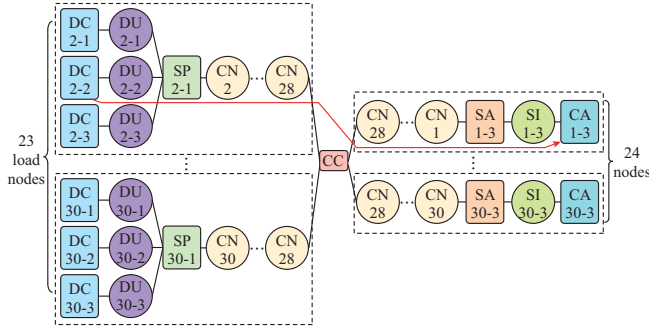 DC
2-1
DU
2-1
DC
2-2
DU
2-2
SP
2-1
CN
2
...
CN
28
DC
2-3
DU
2-3
23
load
nodes
CC
CN
28
...
CN
1
SA
1-3
SI
1-3
CA
1-3
24
nodes
CN
28
...
CN
30
SA
30-3
SI
30-3
CA
30-3
DC
30-1
DU
30-1
DC
30-2
DU
30-2
SP
30-1
CN
30
...
CN
28
DC
30-3
DU
30-3